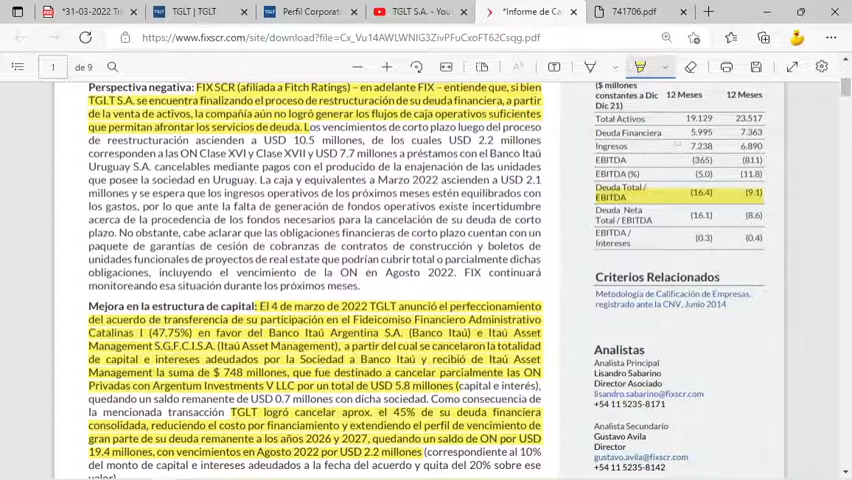 *31-03-2022 Tri
TGLT | TGLT
Perfil Corporat
TGLT S.A. - You
*Informe de Ca
741706.pdf
https://www.fixscr.com/site/download?file=Cx_Vu14AWLWNIG3ZivPFuCxoFT62Csqg.pdf
1
de 9
Perspectiva negativa: FIX SCR (afiliada a Fitch Ratings) – en adelante FIX – entiende que, si bien
TGLT S.A. se encuentra finalizando el proceso de restructuración de su deuda financiera, a partir
de la venta de activos, la compañía aún no logró generar los flujos de caja operativos suficientes
que permitan afrontar los servicios de deuda. Los vencimientos de corto plazo luego del proceso
de reestructuración ascienden a USD 10.5 millones, de los cuales USD 2.2 millones
corresponden a las ON Clase XVI y Clase XVII y USD 7.7 millones a préstamos con el Banco Itaú
Uruguay S.A. cancelables mediante pagos con el producido de la enajenación de las unidades
que posee la sociedad en Uruguay. La caja y equivalentes a Marzo 2022 ascienden a USD 2.1
millones y se espera que los ingresos operativos de los próximos meses estén equilibrados con
los gastos, por lo que ante la falta de generación de fondos operativos existe incertidumbre
acerca de la procedencia de los fondos necesarios para la cancelación de su deuda de corto
plazo. No obstante, cabe aclarar que las obligaciones financieras de corto plazo cuentan con un
paquete de garantías de cesión de cobranzas de contratos de construcción y boletos de
unidades funcionales de proyectos de real estate que podrían cubrir total o parcialmente dichas
obligaciones, incluyendo el vencimiento de la ON en Agosto 2022. FIX continuará
monitoreando esa situación durante los próximos meses.
Mejora en la estructura de capital: El 4 de marzo de 2022 TGLT anunció el perfeccionamiento
del acuerdo de transferencia de su participación en el Fideicomiso Financiero Administrativo
Catalinas I (47.75%) en favor del Banco Itaú Argentina S.A. (Banco Itaú) e Itaú Asset
Management S.G.F.C.I.S.A. (Itaú Asset Management), a partir del cual se cancelaron la totalidad
de capital e intereses adeudados por la Sociedad a Banco Itaú y recibió de Itaú Asset
Management la suma de $ 748 millones, que fue destinado a cancelar parcialmente las ON
Privadas con Argentum Investments V LLC por un total de USD 5.8 millones (capital e interés),
quedando un saldo remanente de USD 0.7 millones con dicha sociedad. Como consecuencia de
la mencionada transacción TGLT logró cancelar aprox. el 45% de su deuda financiera
consolidada, reduciendo el costo por financiamiento y extendiendo el perfil de vencimiento de
gran parte de su deuda remanente a los años 2026 y 2027, quedando un saldo de ON por USD
19.4 millones, con vencimientos en Agosto 2022 por USD 2.2 millones (correspondiente al 10%
del monto de capital e intereses adeudados a la fecha del acuerdo y quita del 20% sobre ese
valor)
($ millones
constantes a Dic
Dic 21)
12 Meses 12 Meses
Total Activos 19.129 23.517
Deuda Financiera 5.995 7.363
Ingresos 7.238 6.890
EBITDA (365) (811)
EBITDA (%) (5.0) (11.8)
Deuda Total /
EBITDA (16.4) (9.1)
Deuda Neta
Total / EBITDA (16.1) (8.6)
EBITDA /
Intereses (0.3) (0.4)
Criterios Relacionados
Metodología de Calificación de Empresas,
registrado ante la CNV, Junio 2014
Analistas
Analista Principal
Lisandro Sabarino
Director Asociado
lisandro.sabarino@fixscr.com
+54 11 5235-8171
Analista Secundario
Gustavo Avila
Director
gustavo.avila@fixscr.com
+54 11 5235-8142